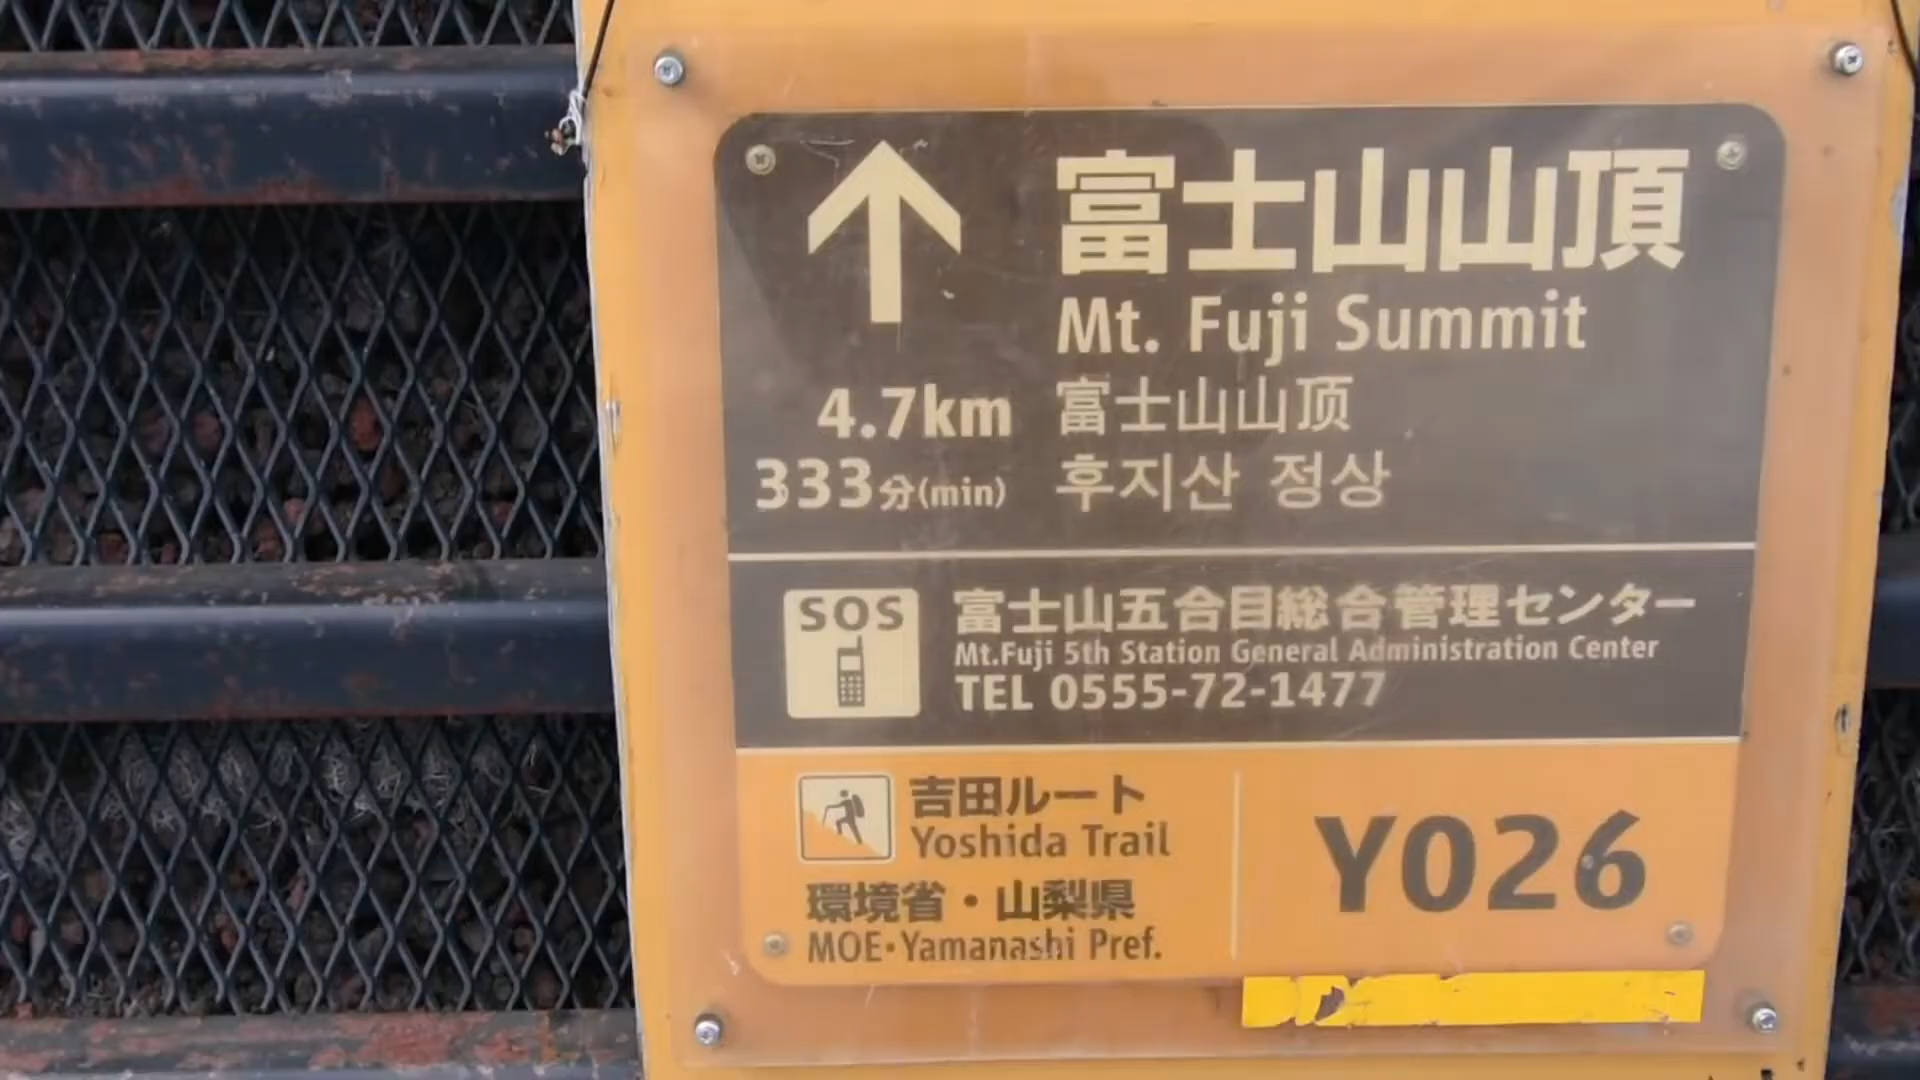 富士山山頂
Mt. Fuji Summit
4.7km 富士山山顶
333分(min) 후지산 정상
SOS
富士山五合目総合管理センター
Mt.Fuji 5th Station General Administration Center
TEL 0555-72-1477
吉田ルート
Yoshida Trail
環境省・山梨県
MOE・Yamanashi Pref.
Y026